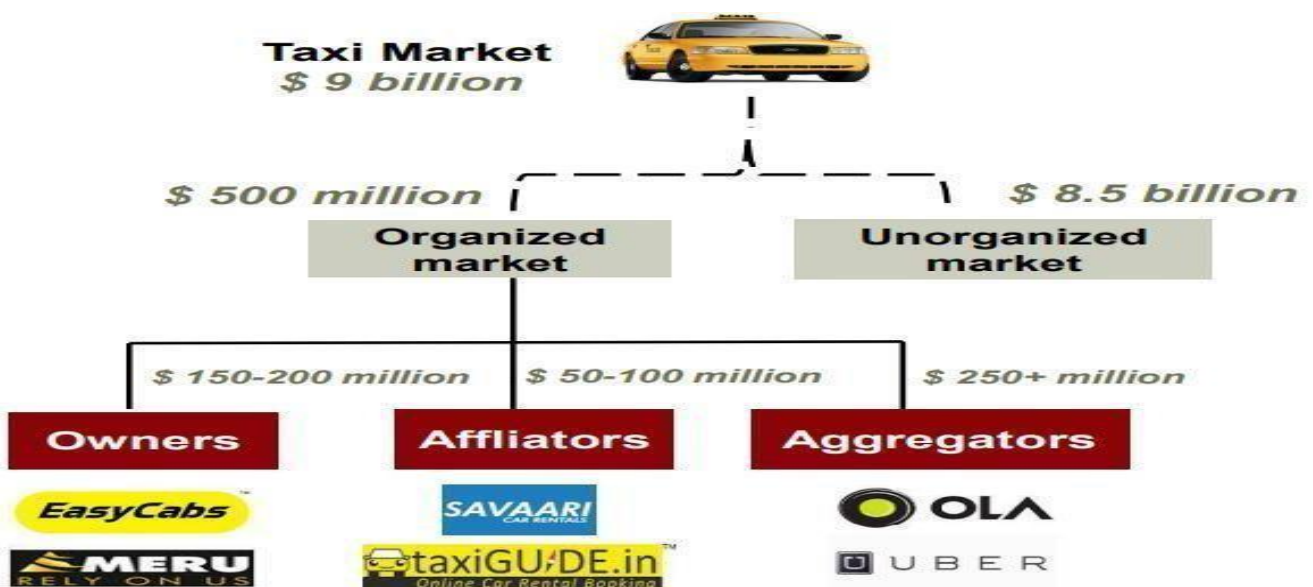 Taxi Market
$ 9 billion
$ 500 million
$ 8.5 billion
Organized
market
Unorganized
market
$ 150-200 million
$ 50-100 million
$ 250+ million
Owners
Affliators
Aggregators
EasyCabs
SAVAARI
CAR RENTALS
OLA
MERU
RELY ON US
taxiGUIDE.in
Online Car Rental Booking
UBER